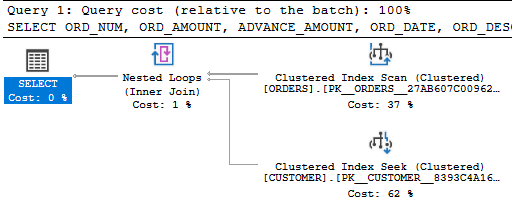 Query 1: Query cost (relative to the batch): 100%
SELECT ORD_NUM, ORD_AMOUNT, ADVANCE_AMOUNT, ORD_DATE, ORD_DESC
SELECT
Cost: 0 %
Nested Loops
(Inner Join)
Cost: 1 %
Clustered Index Scan (Clustered)
[ORDERS].[PK__ORDERS__27AB607C00962…
Cost: 37 %
Clustered Index Seek (Clustered)
[CUSTOMER].[PK__CUSTOMER__8393C4A16…
Cost: 62 %